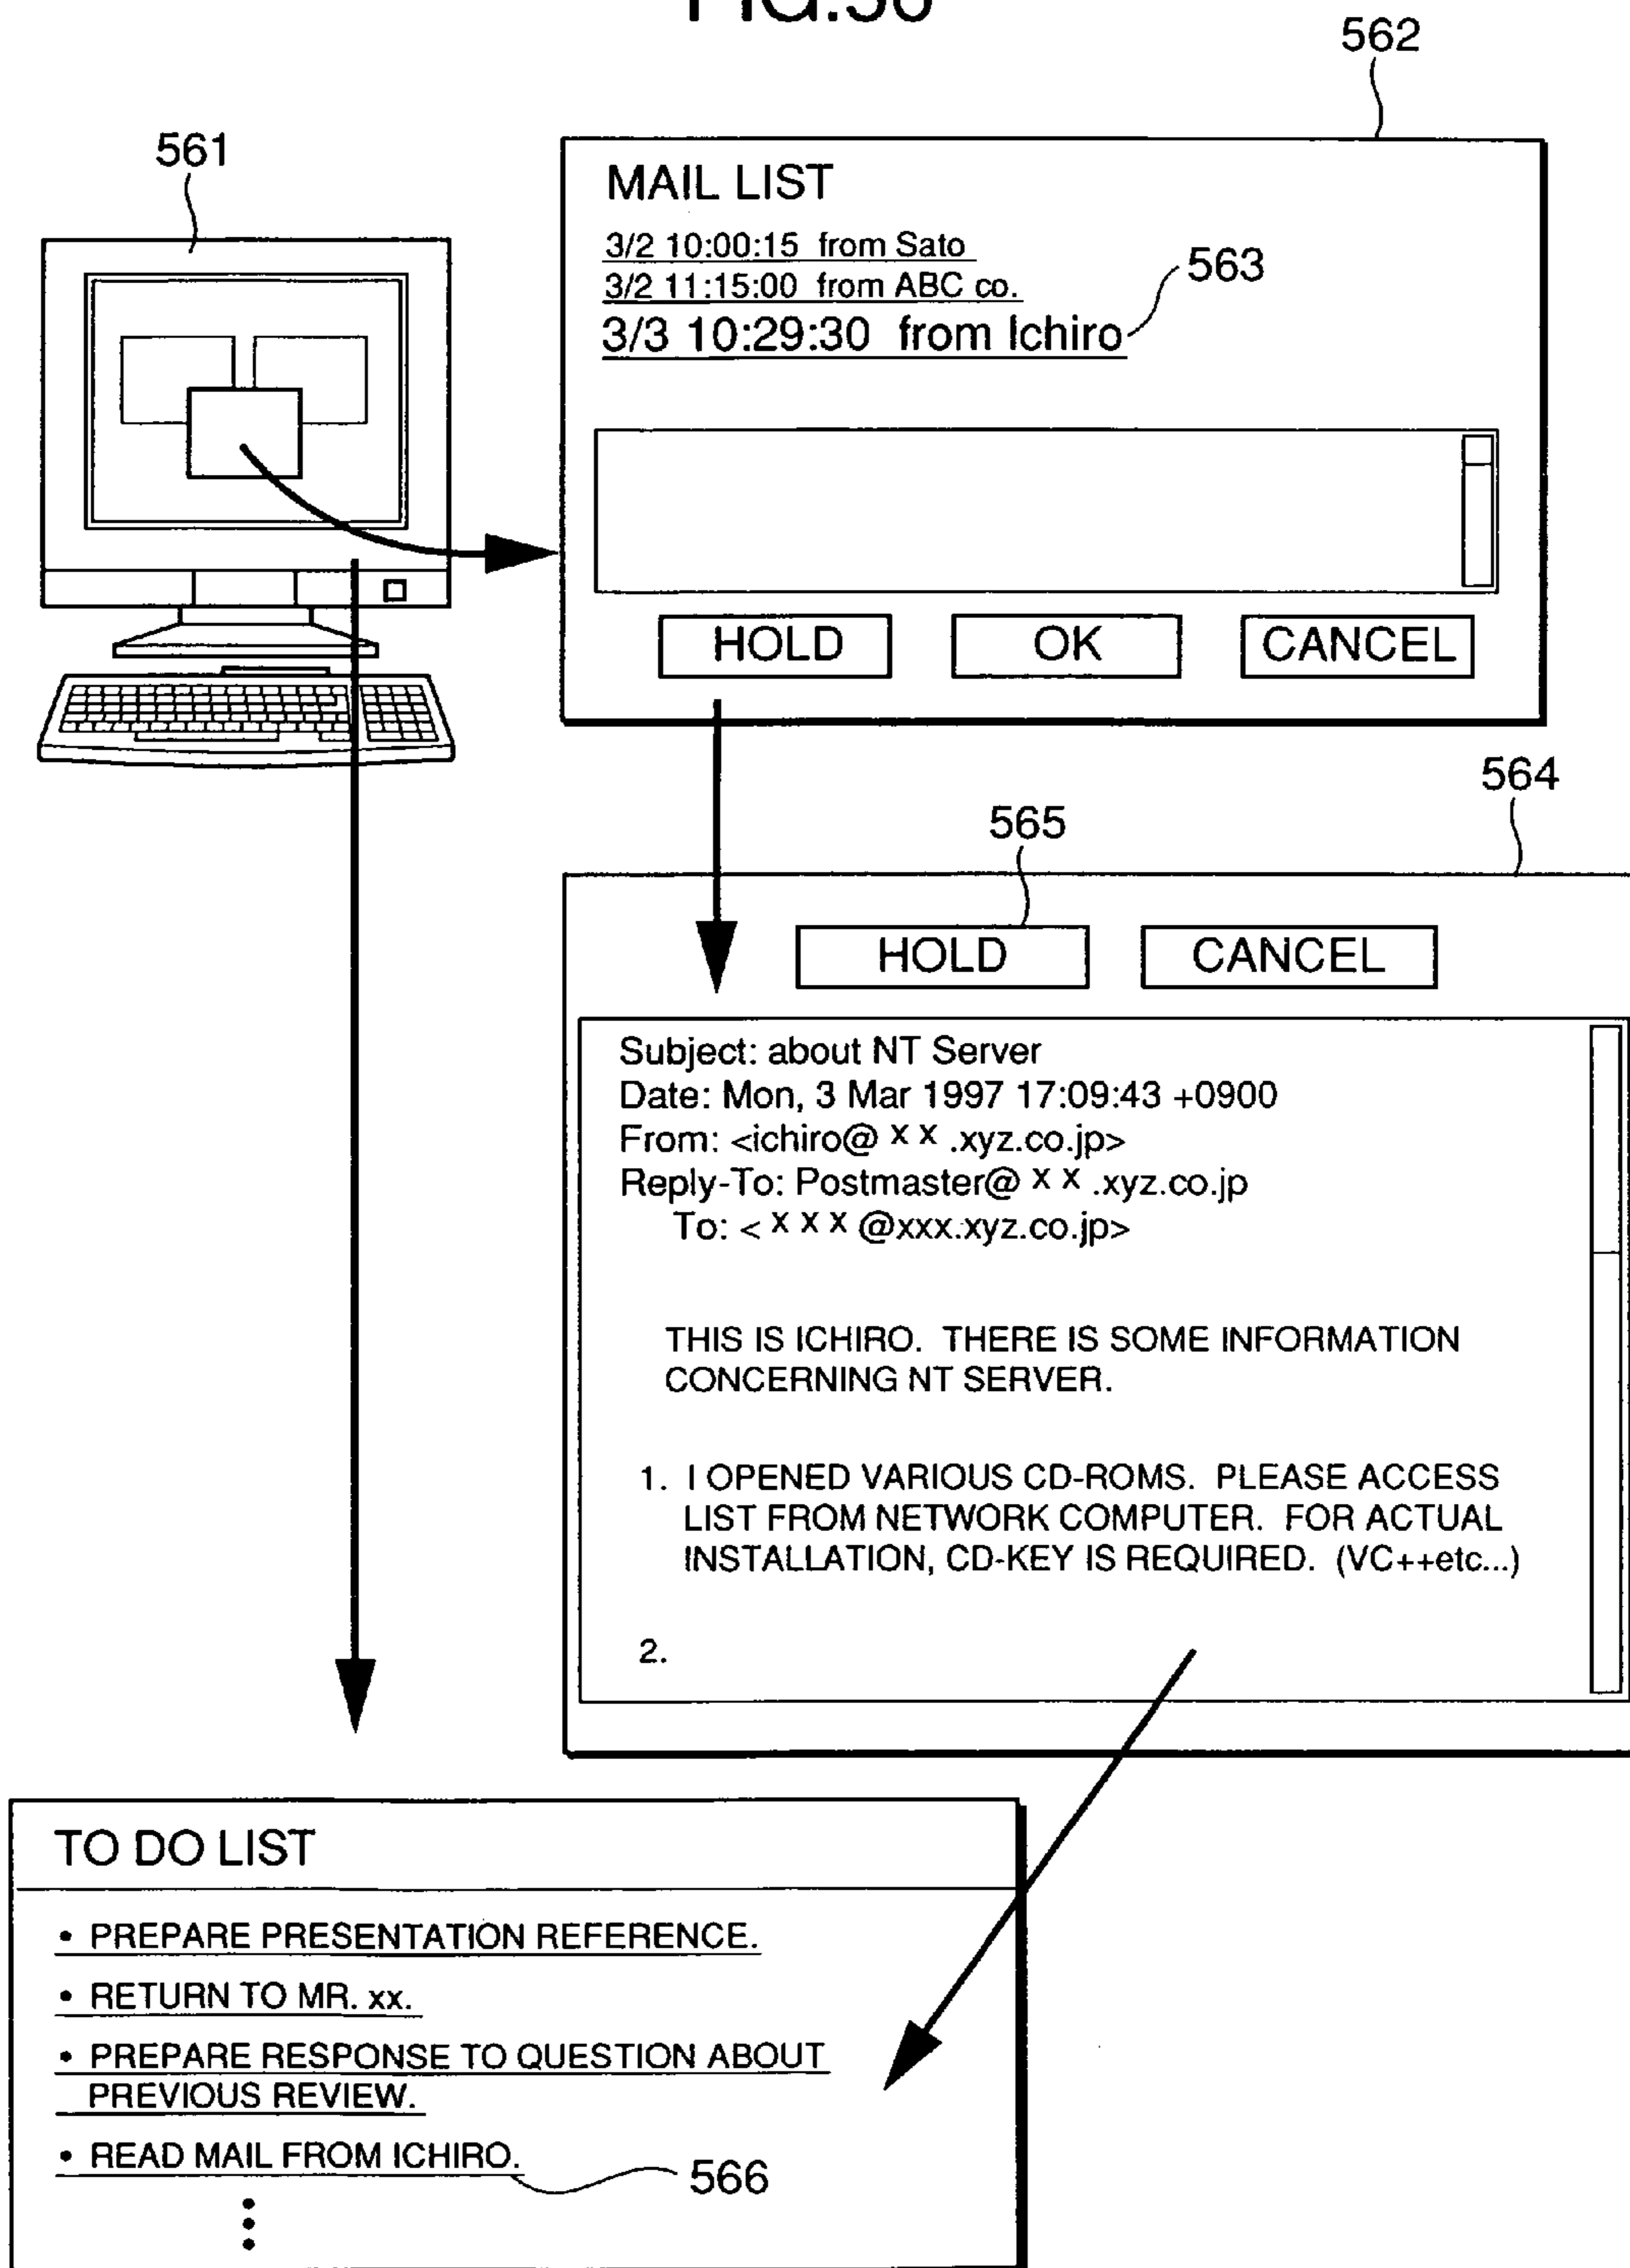 562
561
MAIL LIST
3/2 10:00:15 from Sato
3/2 11:15:00 from ABC co.
3/3 10:29:30 from Ichiro
563
HOLD OK CANCEL
564
565
HOLD CANCEL
Subject: about NT Server
Date: Mon, 3 Mar 1997 17:09:43 +0900
From: <ichiro@ x x .xyz.co.jp>
Reply-To: Postmaster@ x x .xyz.co.jp
To: < x x x @xxx.xyz.co.jp>
THIS IS ICHIRO. THERE IS SOME INFORMATION
CONCERNING NT SERVER.
1. I OPENED VARIOUS CD-ROMS. PLEASE ACCESS
LIST FROM NETWORK COMPUTER. FOR ACTUAL
INSTALLATION, CD-KEY IS REQUIRED. (VC++etc...)
2.
TO DO LIST
• PREPARE PRESENTATION REFERENCE.
• RETURN TO MR. xx.
• PREPARE RESPONSE TO QUESTION ABOUT
PREVIOUS REVIEW.
• READ MAIL FROM ICHIRO.
566